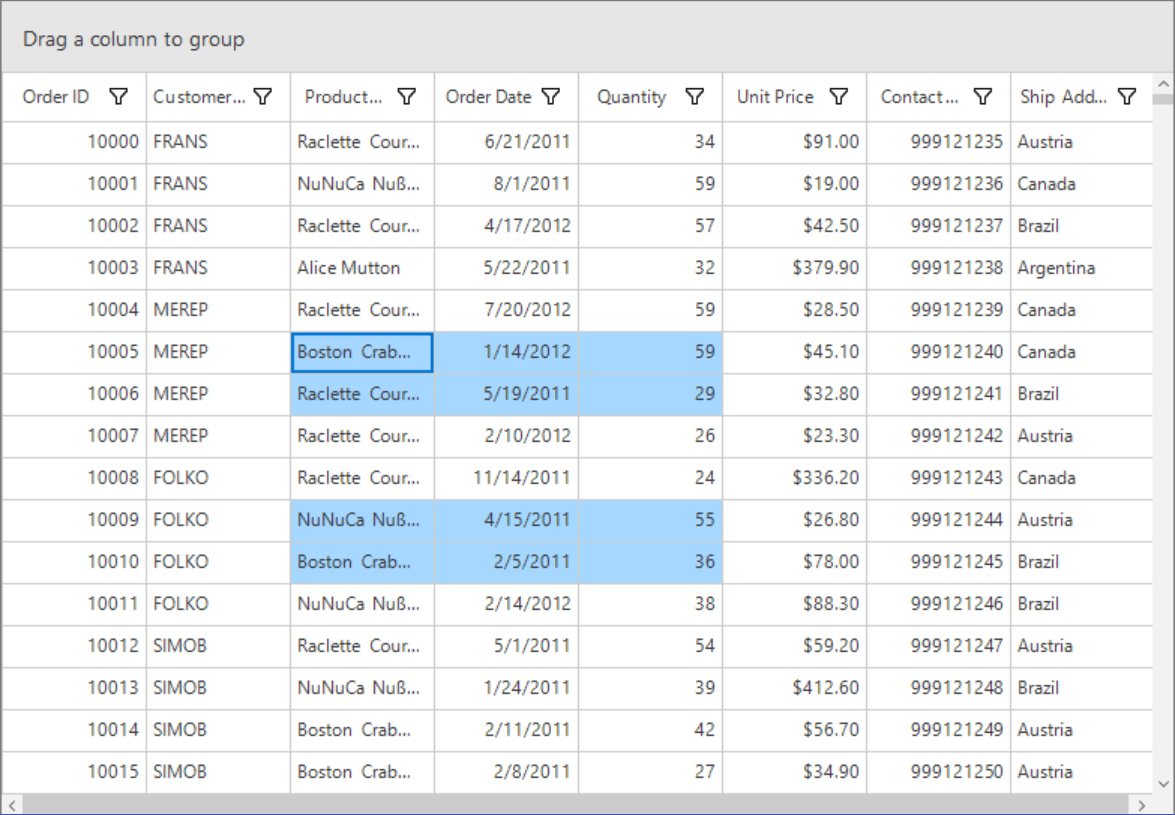 Drag a column to group
Order ID Customer... Product... Order Date Quantity Unit Price Contact... Ship Add...
10000 FRANS Raclette Cour... 6/21/2011 34 $91.00 999121235 Austria
10001 FRANS NuNuCa Nuß... 8/1/2011 59 $19.00 999121236 Canada
10002 FRANS Raclette Cour... 4/17/2012 57 $42.50 999121237 Brazil
10003 FRANS Alice Mutton 5/22/2011 32 $379.90 999121238 Argentina
10004 MEREP Raclette Cour... 7/20/2012 59 $28.50 999121239 Canada
10005 MEREP Boston Crab... 1/14/2012 59 $45.10 999121240 Canada
10006 MEREP Raclette Cour... 5/19/2011 29 $32.80 999121241 Brazil
10007 MEREP Raclette Cour... 2/10/2012 26 $23.30 999121242 Austria
10008 FOLKO Raclette Cour... 11/14/2011 24 $336.20 999121243 Canada
10009 FOLKO NuNuCa Nuß... 4/15/2011 55 $26.80 999121244 Austria
10010 FOLKO Boston Crab... 2/5/2011 36 $78.00 999121245 Brazil
10011 FOLKO NuNuCa Nuß... 2/14/2012 38 $88.30 999121246 Brazil
10012 SIMOB Raclette Cour... 5/1/2011 54 $59.20 999121247 Austria
10013 SIMOB NuNuCa Nuß... 1/24/2011 39 $412.60 999121248 Brazil
10014 SIMOB Boston Crab... 2/11/2011 42 $56.70 999121249 Austria
10015 SIMOB Boston Crab... 2/8/2011 27 $34.90 999121250 Austria